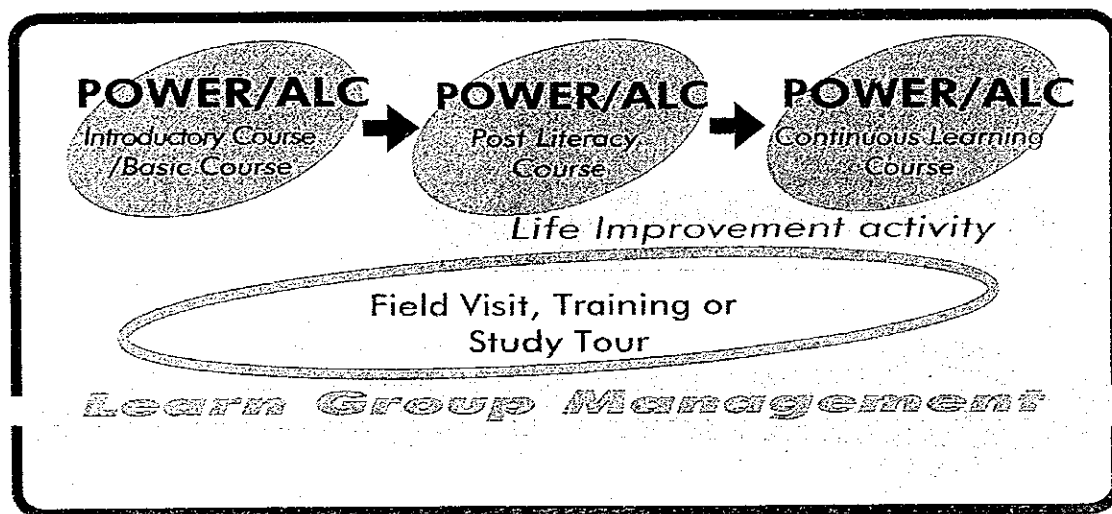 POWER/ALC
Introductory Course
/Basic Course
POWER/ALC
Post Literacy
Course
POWER/ALC
Continuous Learning
Course
Life Improvement activity
Field Visit, Training or
Study Tour
Learn Group Management